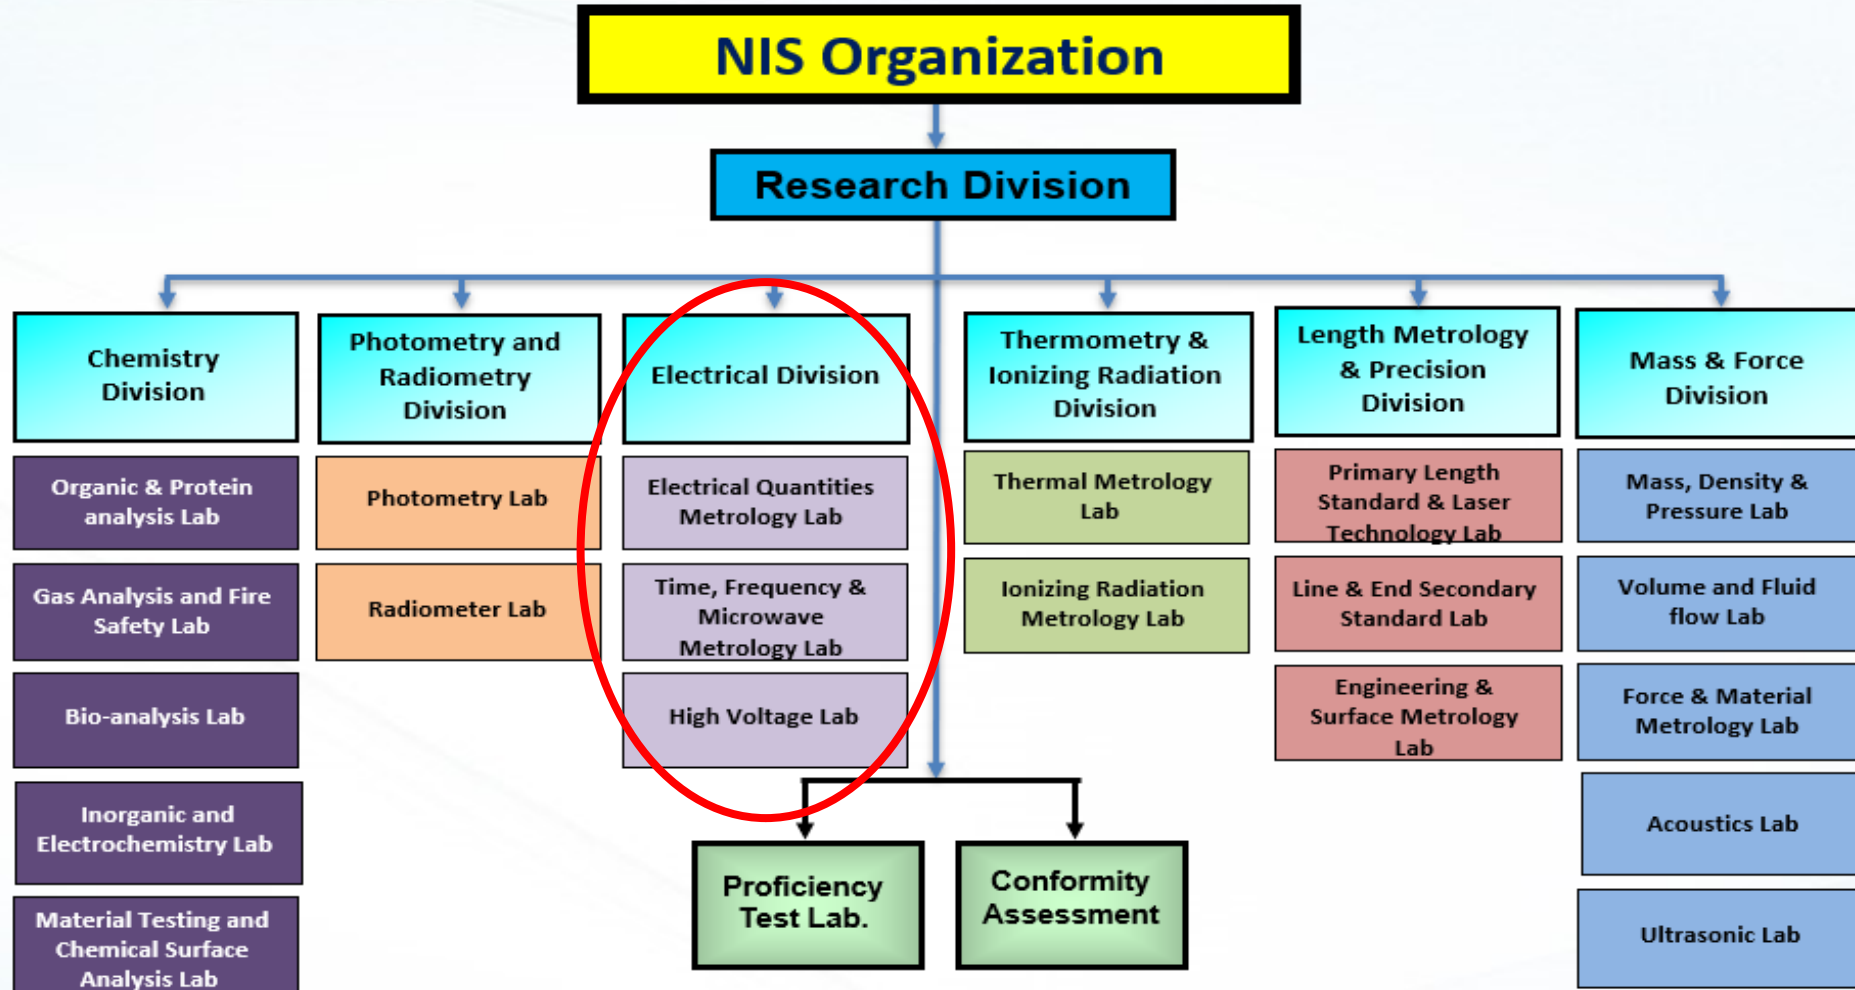 NIS Organization
Research Division
Chemistry
Division
Organic & Protein
analysis Lab
Gas Analysis and Fire
Safety Lab
Bio-analysis Lab
Inorganic and
Electrochemistry Lab
Material Testing and
Chemical Surface
Analysis Lab
Photometry and
Radiometry
Division
Photometry Lab
Radiometer Lab
Electrical Division
Electrical Quantities
Metrology Lab
Time, Frequency &
Microwave
Metrology Lab
High Voltage Lab
Thermometry &
Ionizing Radiation
Division
Thermal Metrology
Lab
Ionizing Radiation
Metrology Lab
Length Metrology
& Precision
Division
Primary Length
Standard & Laser
Technology Lab
Line & End Secondary
Standard Lab
Engineering &
Surface Metrology
Lab
Mass & Force
Division
Mass, Density &
Pressure Lab
Volume and Fluid
flow Lab
Force & Material
Metrology Lab
Acoustics Lab
Ultrasonic Lab
Proficiency
Test Lab.
Conformity
Assessment